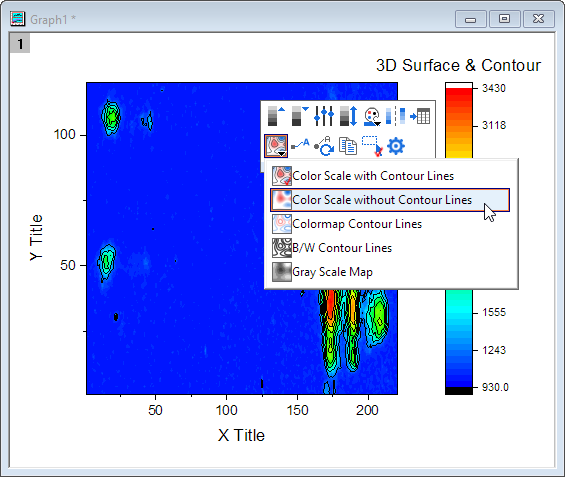 Graph1 *
1
3D Surface & Contour
3430
3118
100
A
A
Color Scale with Contour Lines
Color Scale without Contour Lines
Colormap Contour Lines
B/W Contour Lines
Gray Scale Map
Y Title
50
1555
1243
930.0
50
100
150
200
X Title